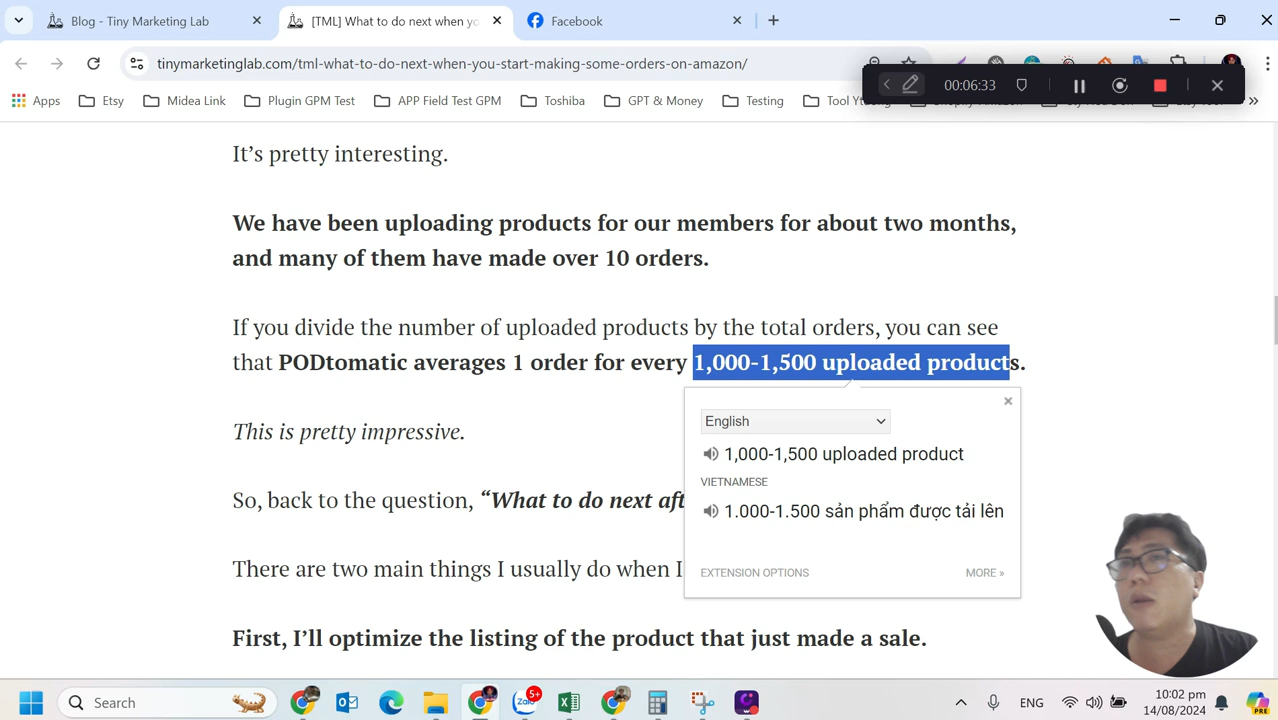 Blog - Tiny Marketing Lab
[TML] What to do next when yo
Facebook
tinymarketinglab.com/tml-what-to-do-next-when-you-start-making-some-orders-on-amazon/
00:06:33
Apps
Etsy
Midea Link
Plugin GPM Test
APP Field Test GPM
Toshiba
GPT & Money
Testing
Tool Y
It’s pretty interesting.
We have been uploading products for our members for about two months,
and many of them have made over 10 orders.
If you divide the number of uploaded products by the total orders, you can see
that PODtomatic averages 1 order for every 1,000-1,500 uploaded products.
English
1,000-1,500 uploaded product
VIETNAMESE
1.000-1.500 sản phẩm được tải lên
EXTENSION OPTIONS
MORE »
This is pretty impressive.
So, back to the question, “What to do next aft
There are two main things I usually do when I
First, I’ll optimize the listing of the product that just made a sale.
Search
Zalo
5+
ENG
10:02 pm
14/08/2024
PRE